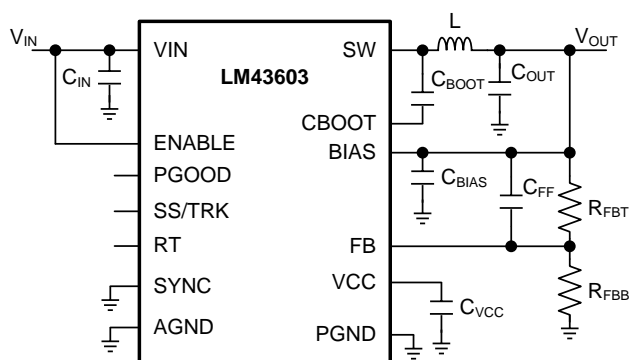 VIN
VIN
SW
L
VOUT
CIN
LM43603
CBOOT
COUT
CBOOT
ENABLE
BIAS
PGOOD
CBIAS
CFF
RFBT
SS/TRK
RT
FB
SYNC
VCC
RFBB
CVCC
AGND
PGND